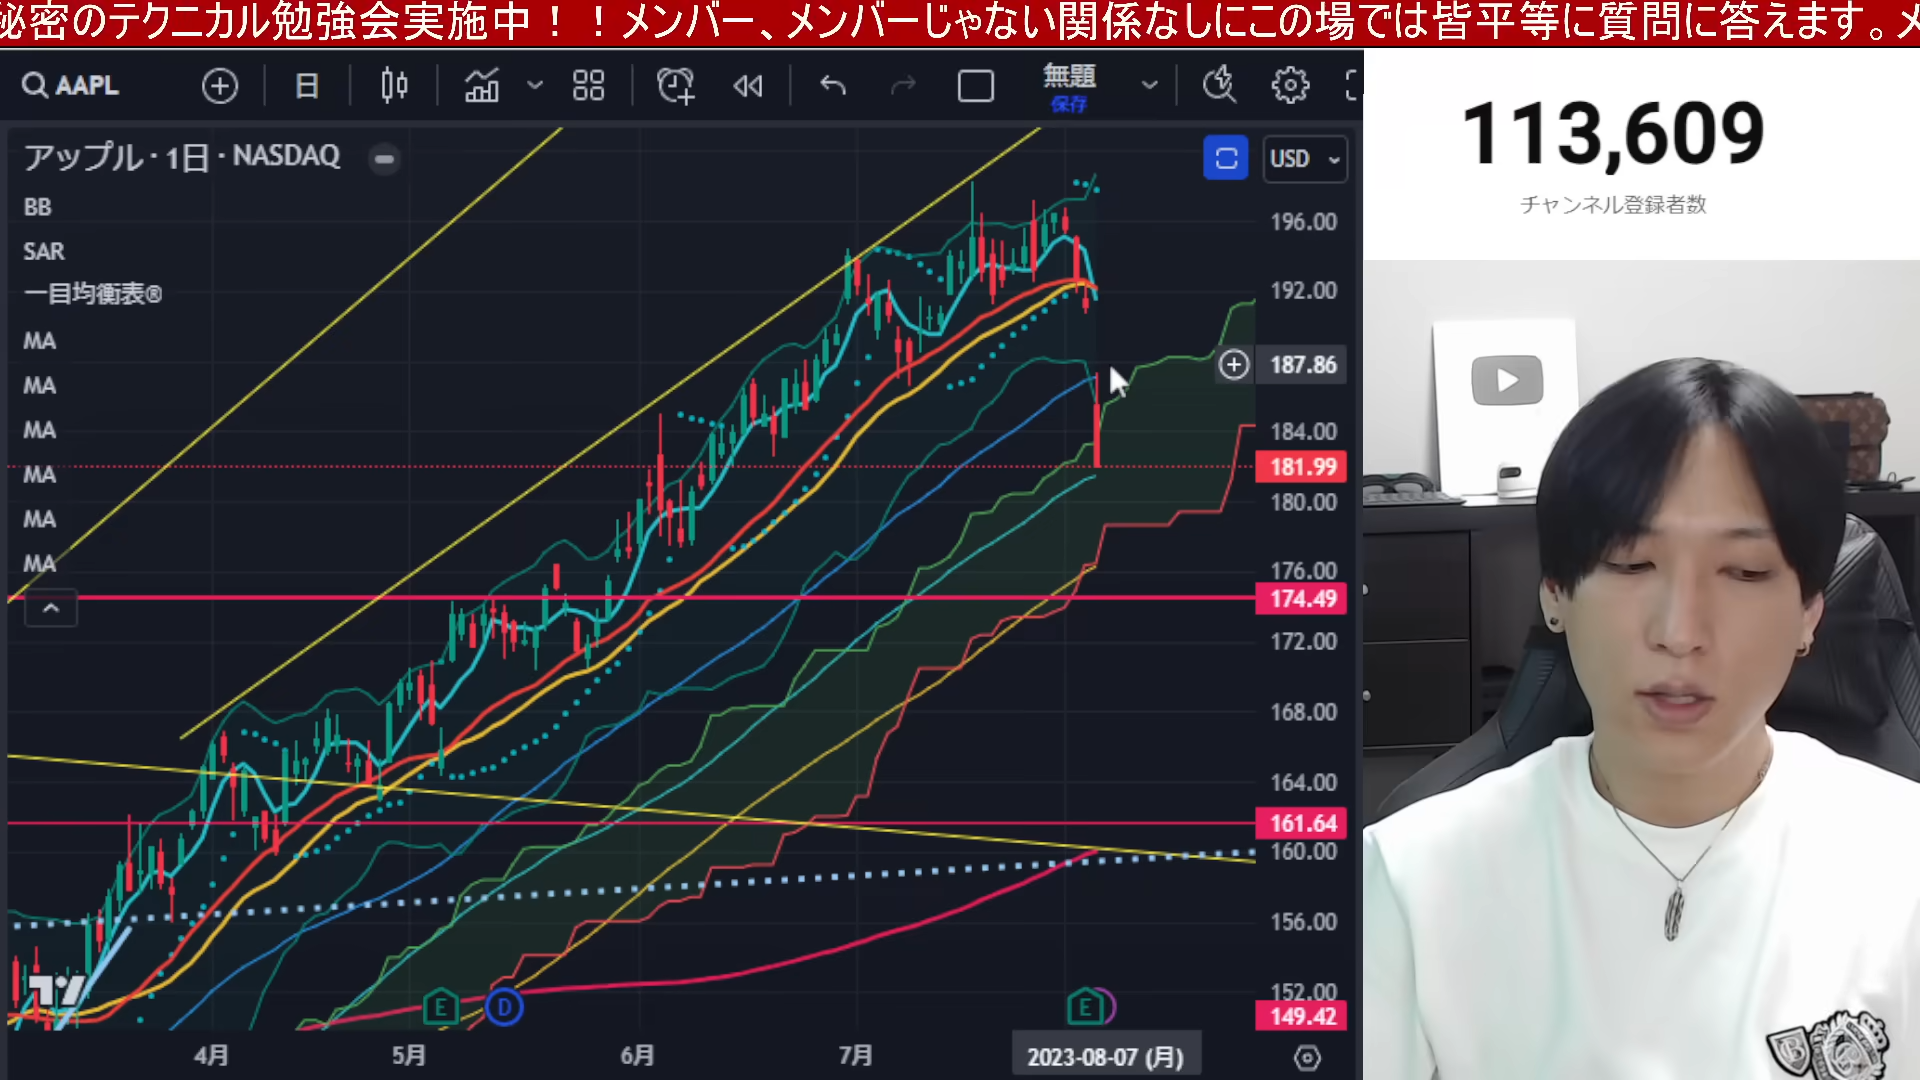 秘密のテクニカル勉強会実施中！！メンバー、メンバーじゃない関係なしにこの場では皆平等に質問に答えます。メ
AAPL
日
無題
保存
アップル · 1日 · NASDAQ
USD
BB
SAR
一目均衡表®
MA
MA
MA
MA
MA
MA
196.00
192.00
187.86
184.00
181.99
180.00
176.00
174.49
172.00
168.00
164.00
161.64
160.00
156.00
152.00
149.42
E
D
E
4月
5月
6月
7月
2023-08-07 (月)
113,609
チャンネル登録者数
B